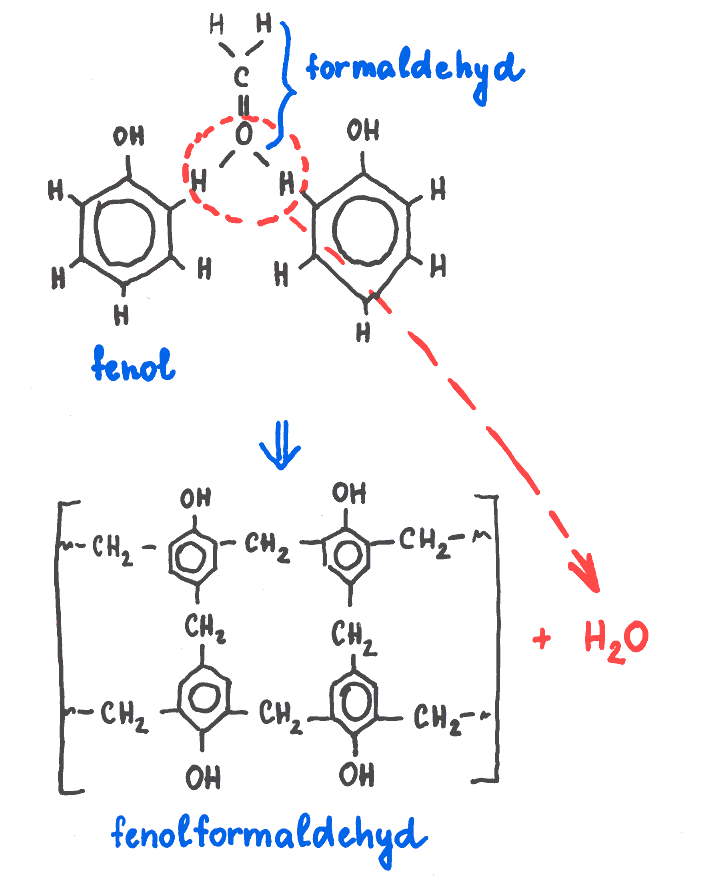 H H
formaldehyd
C
OH O OH
H H H H
H H H H
H H
fenol
OH OH
CH₂ CH₂ CH₂
CH₂ CH₂
+ H₂O
CH₂ CH₂ CH₂
OH OH
fenolformaldehyd